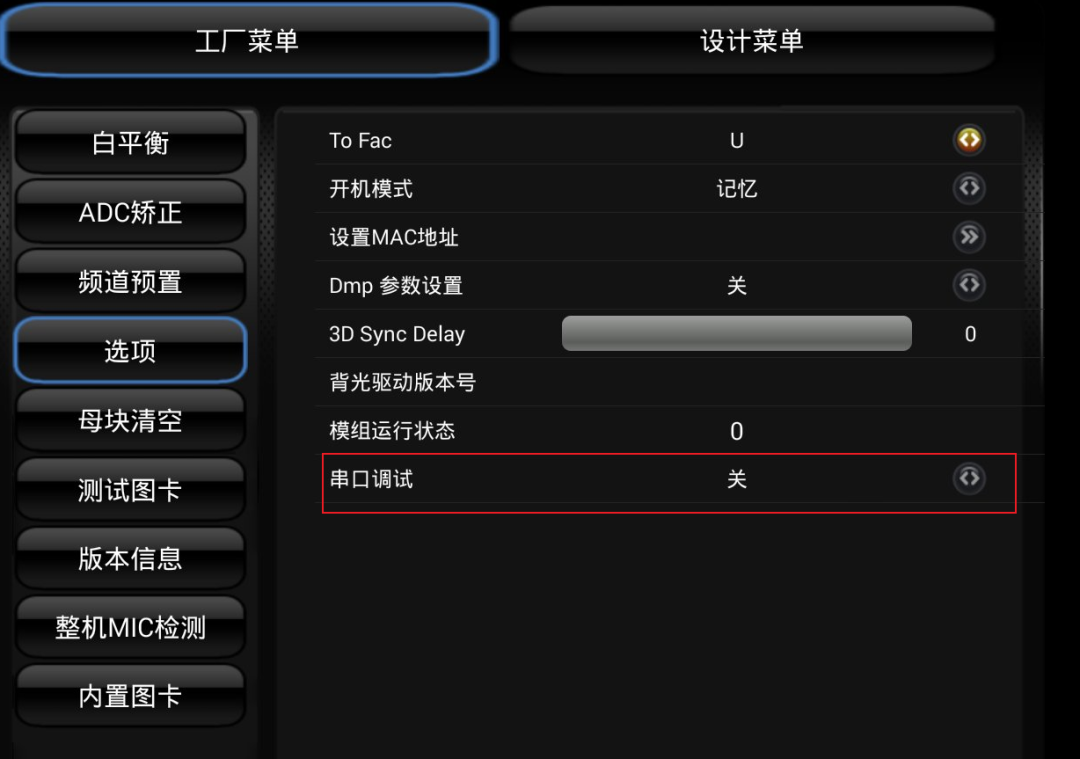 工厂菜单
设计菜单
白平衡
ADC矫正
频道预置
选项
母块清空
测试图卡
版本信息
整机MIC检测
内置图卡
To Fac U
开机模式 记忆
设置MAC地址
Dmp 参数设置 关
3D Sync Delay 0
背光驱动版本号
模组运行状态 0
串口调试 关